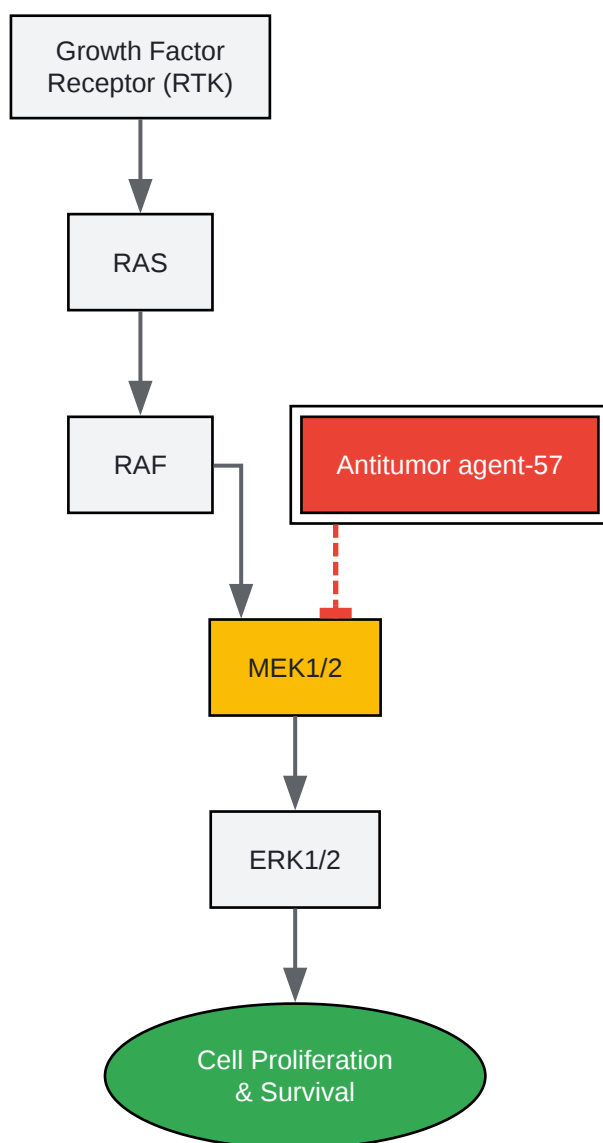 Growth Factor
Receptor (RTK)
RAS
RAF
Antitumor agent-57
MEK1/2
ERK1/2
Cell Proliferation
& Survival